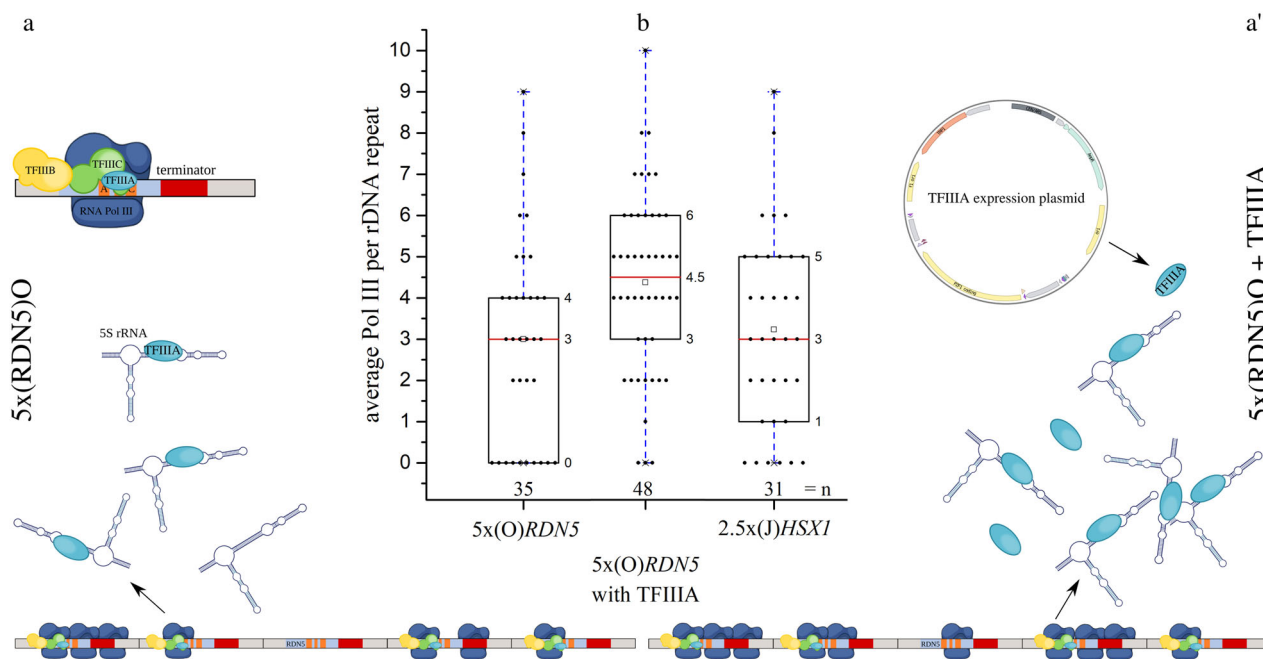 a
b
a'
TFIIIB
TFIIIC
TFIIIA
A
C
terminator
RNA Pol III
5x(RDN5)O
5S rRNA
TFIIIA
RDN5
average Pol III per rDNA repeat
10
9
8
7
6
5
4
3
2
1
0
4
3
0
6
4.5
3
5
3
1
35
48
31
= n
5x(O)RDN5
5x(O)RDN5
with TFIIIA
2.5x(J)HSX1
TFIIIA expression plasmid
TFIIIA
5x(RDN5)O + TFIIIA
RDN5